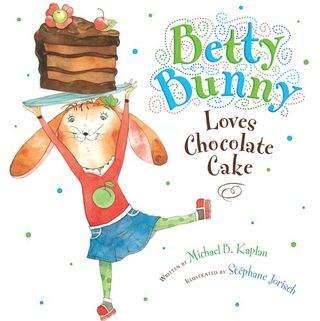 Betty
Bunny
Loves
Chocolate
Cake
Written by Michael B. Kaplan
Illustrated by Stéphane Jorisch